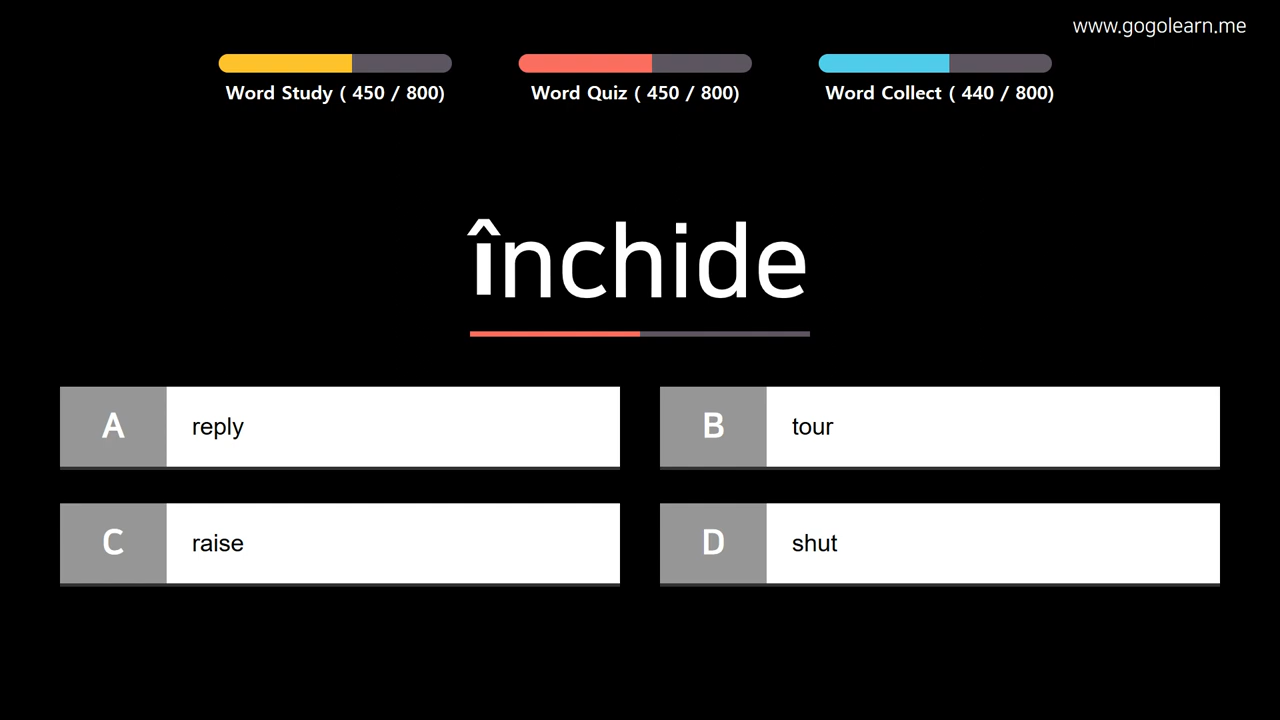 www.gogolearn.me
Word Study ( 450 / 800)
Word Quiz ( 450 / 800)
Word Collect ( 440 / 800)
închide
A
reply
B
tour
C
raise
D
shut